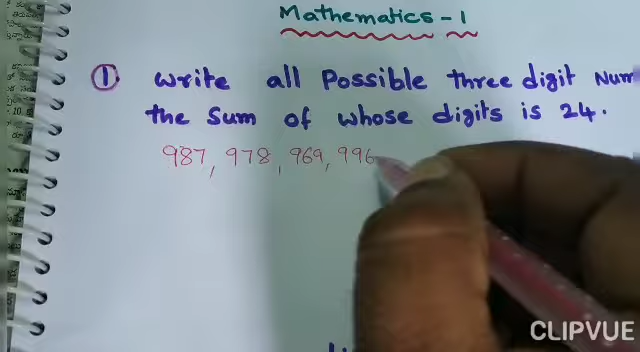 Mathematics - 1
① Write all Possible three digit Num
the Sum of whose digits is 24.
987, 978, 969, 996
CLIPVUE